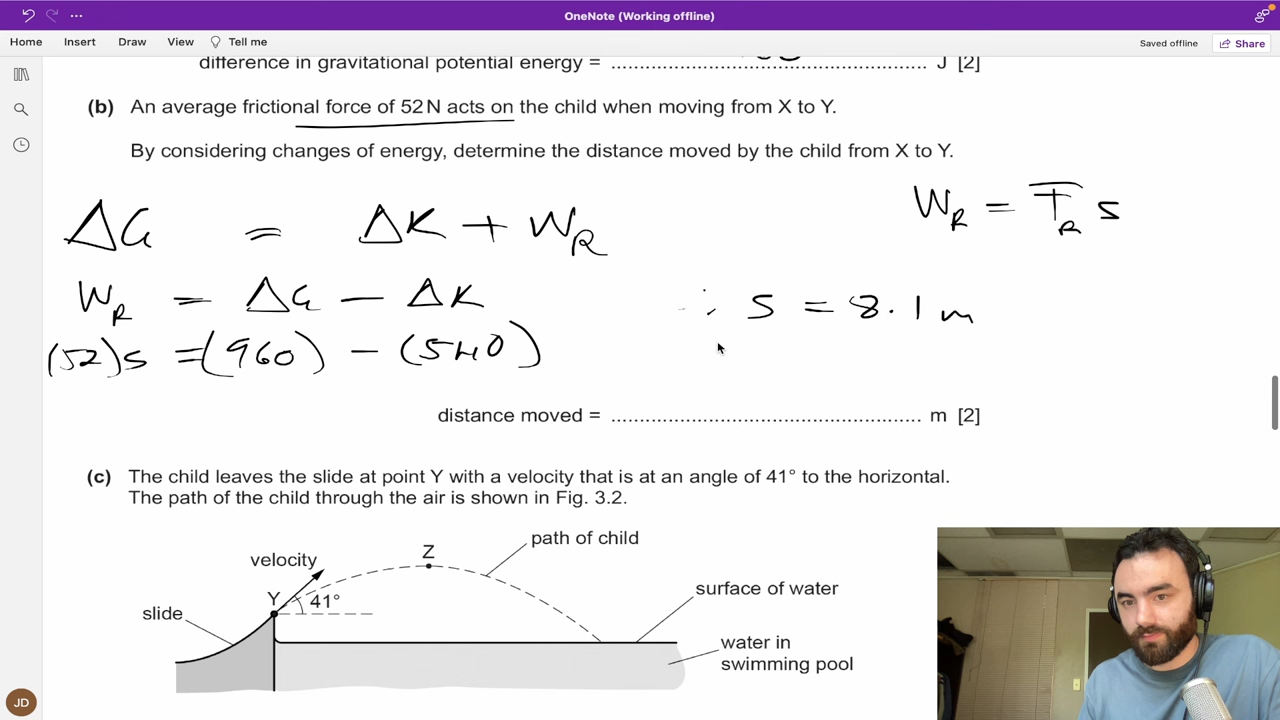 OneNote (Working offline)
Home Insert Draw View Tell me
Saved offline Share
difference in gravitational potential energy = .................................................. J [2]
(b) An average frictional force of 52 N acts on the child when moving from X to Y.
By considering changes of energy, determine the distance moved by the child from X to Y.
ΔG = ΔK + W_R
W_R = F_R s
W_R = ΔG − ΔK
∴ s = 8.1 m
(52)s = (960) − (540)
distance moved = .................................................. m [2]
(c) The child leaves the slide at point Y with a velocity that is at an angle of 41° to the horizontal.
The path of the child through the air is shown in Fig. 3.2.
path of child
velocity
Z
surface of water
Y
41°
slide
water in
swimming pool
JD